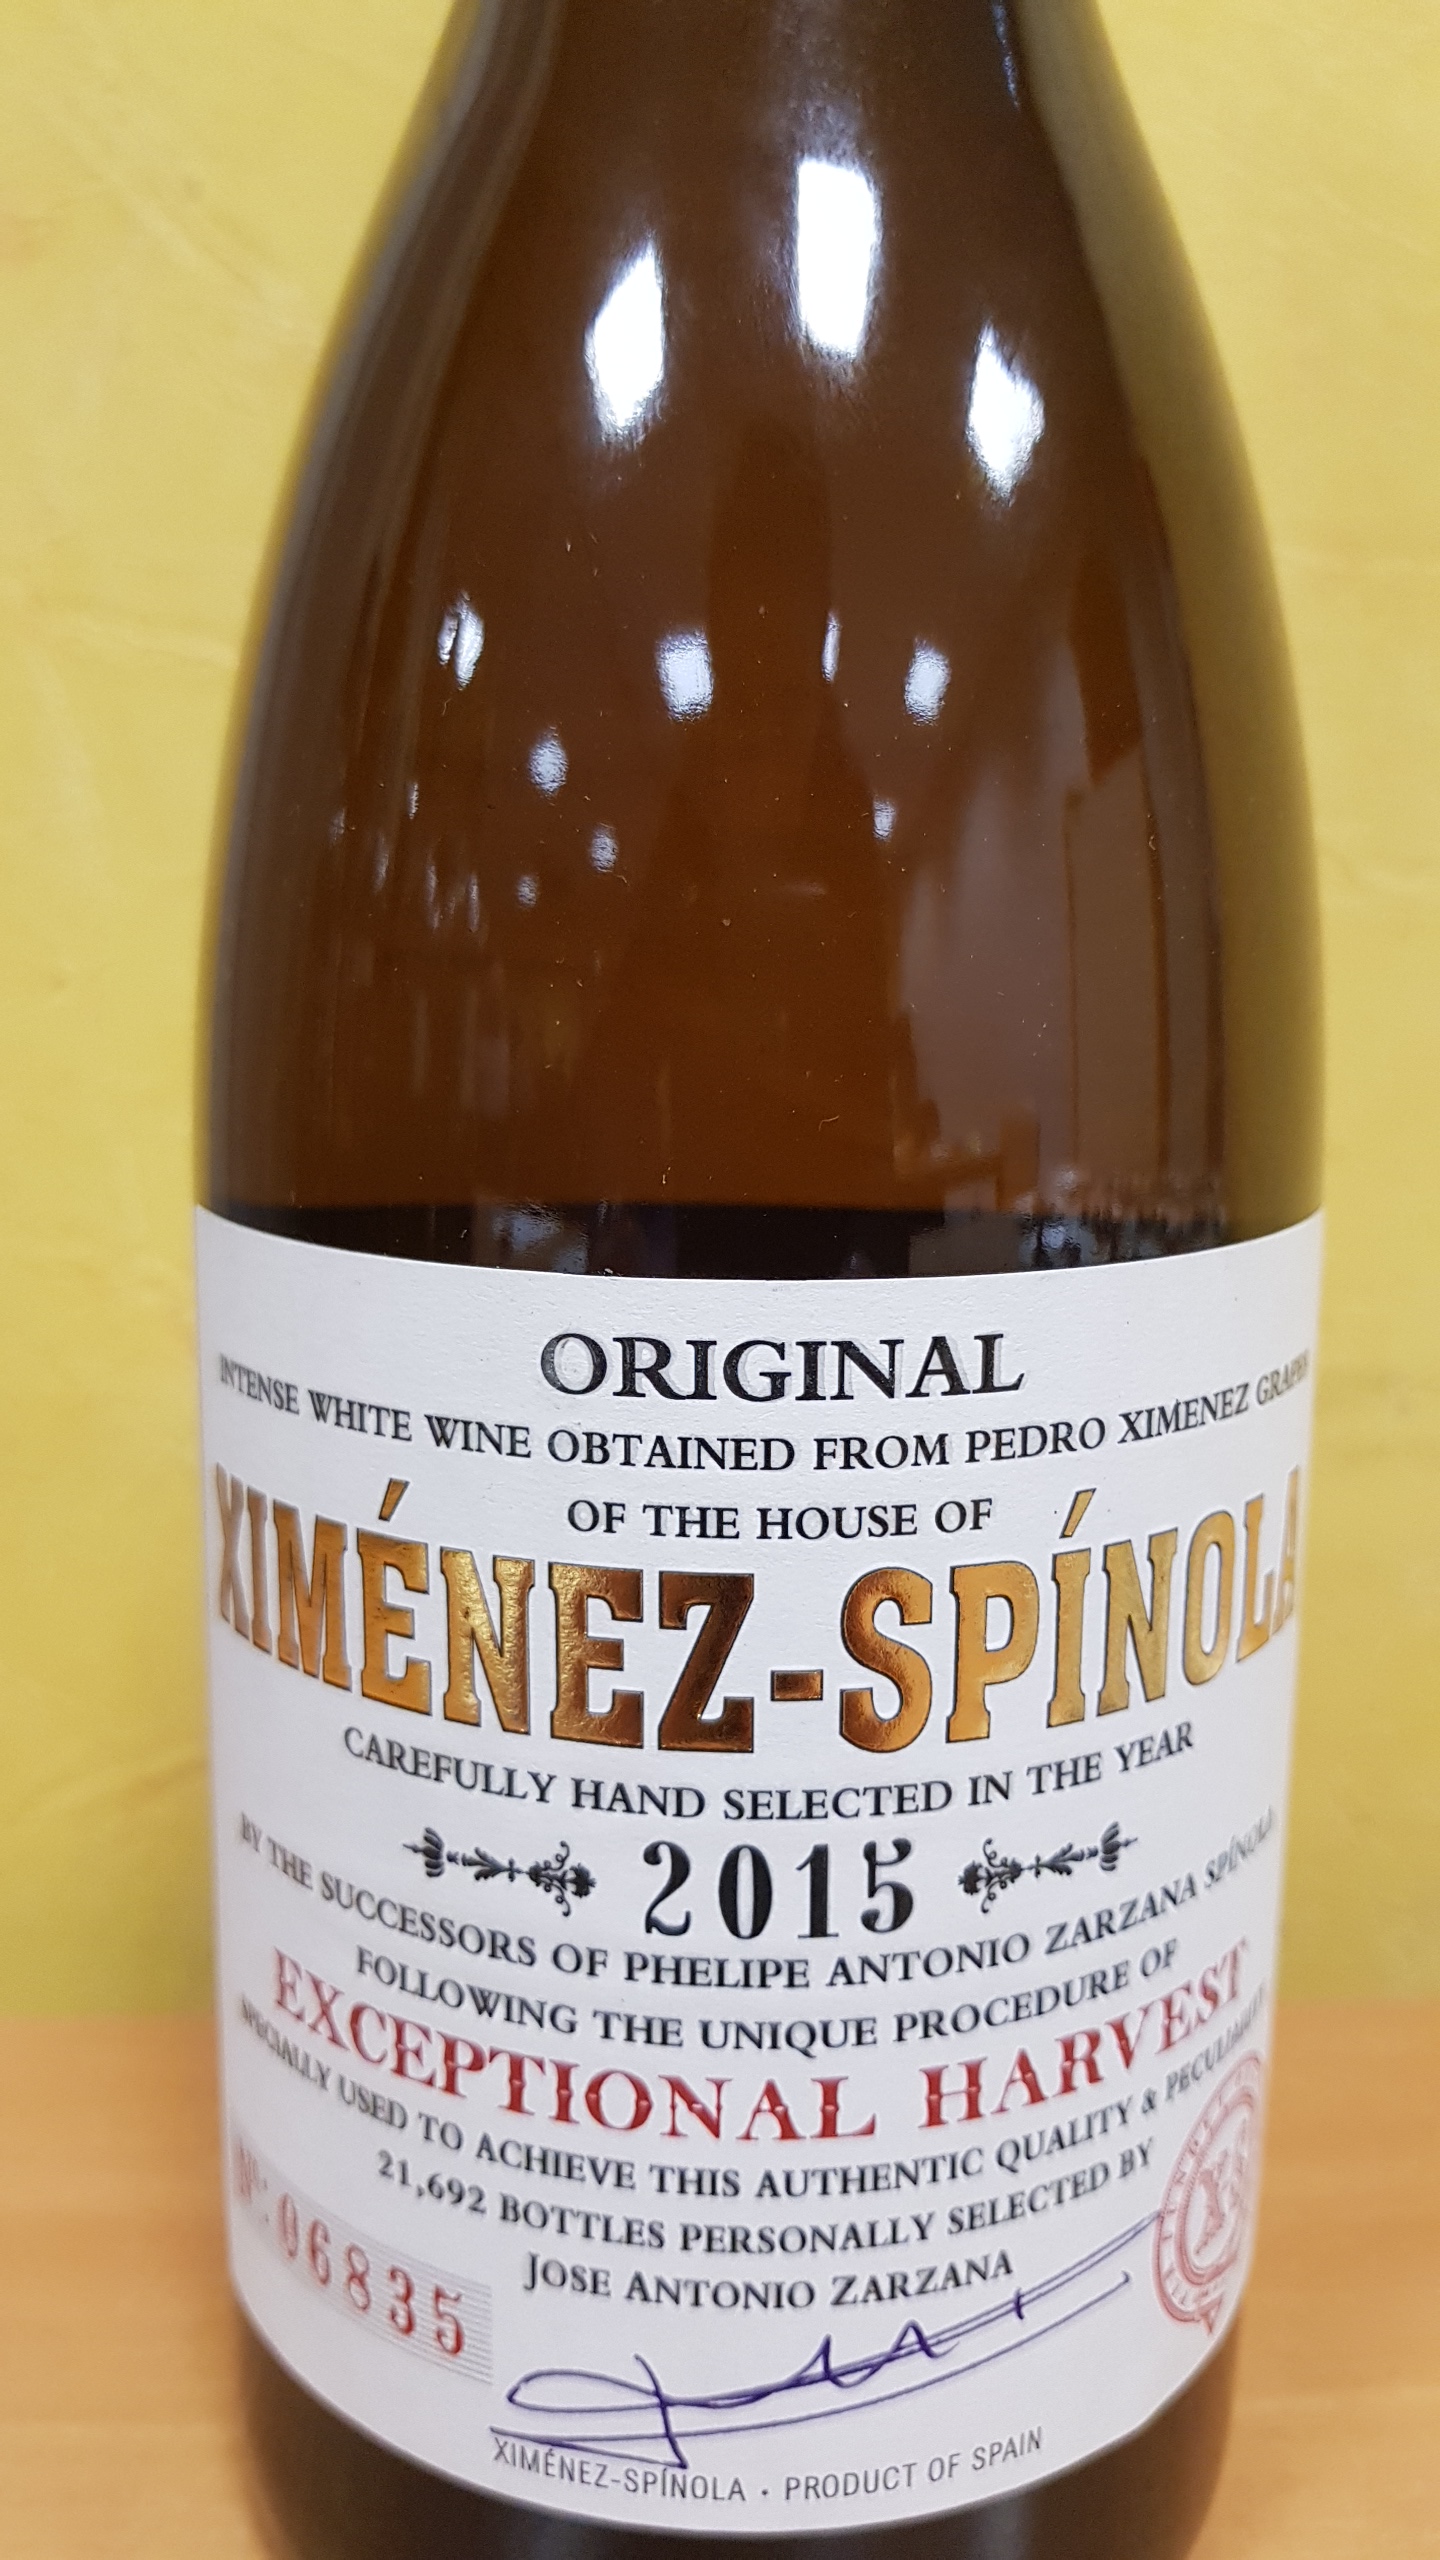 ORIGINAL
INTENSE WHITE WINE OBTAINED FROM PEDRO XIMENEZ GRAPES
OF THE HOUSE OF
XIMÉNEZ-SPÍNOLA
CAREFULLY HAND SELECTED IN THE YEAR
2015
BY THE SUCCESSORS OF PHELIPE ANTONIO ZARZANA SPÍNOLA
FOLLOWING THE UNIQUE PROCEDURE OF
EXCEPTIONAL HARVEST
SPECIALLY USED TO ACHIEVE THIS AUTHENTIC QUALITY & PECULIARITY
21,692 BOTTLES PERSONALLY SELECTED BY
JOSE ANTONIO ZARZANA
Nº: 06835
XIMÉNEZ-SPÍNOLA · PRODUCT OF SPAIN